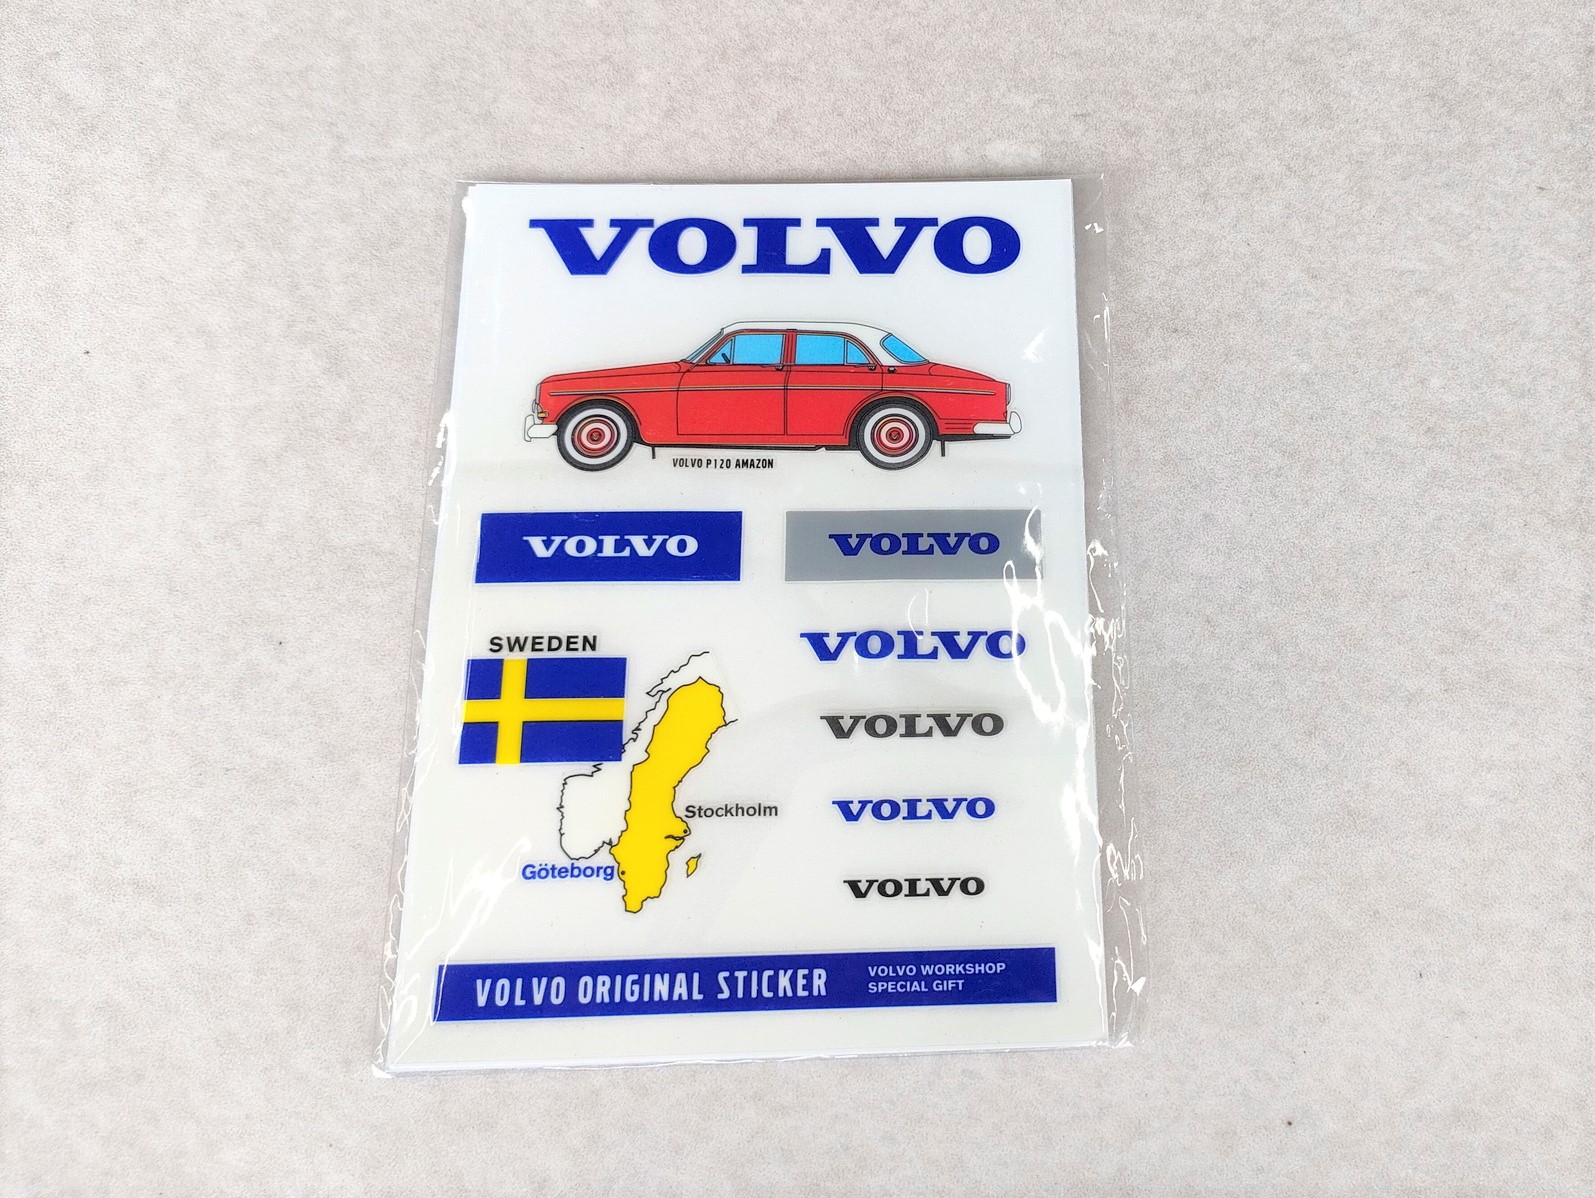 VOLVO
VOLVO P120 AMAZON
VOLVO
VOLVO
SWEDEN
VOLVO
VOLVO
Stockholm
VOLVO
Göteborg
VOLVO
VOLVO ORIGINAL STICKER
VOLVO WORKSHOP
SPECIAL GIFT